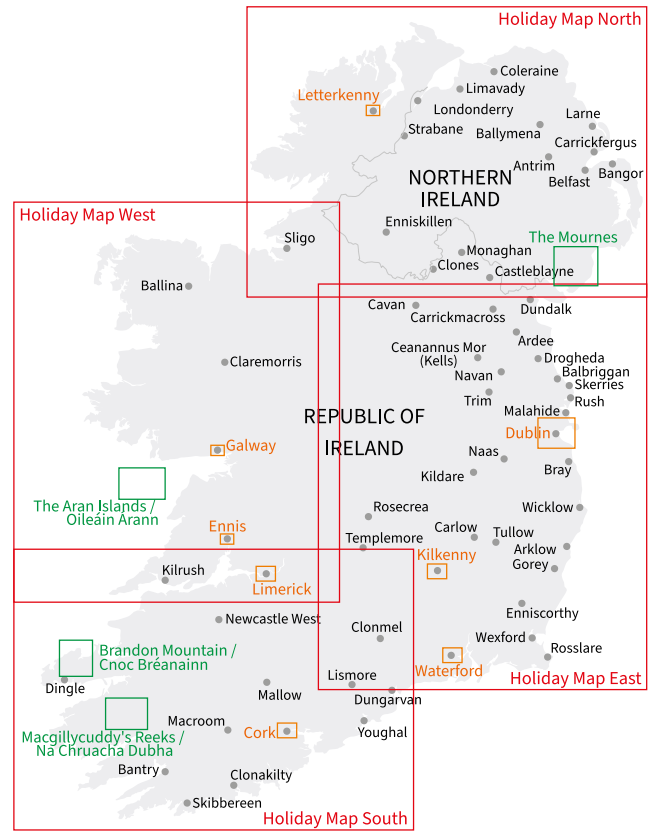 Holiday Map North
Coleraine
Limavady
Letterkenny
Londonderry
Larne
Strabane
Ballymena
Carrickfergus
Antrim
Bangor
Belfast
NORTHERN
IRELAND
Holiday Map West
Enniskillen
Sligo
The Mournes
Monaghan
Clones
Castleblayne
Ballina
Cavan
Carrickmacross
Dundalk
Ardee
Ceanannus Mor
(Kells)
Drogheda
Claremorris
Navan
Balbriggan
Skerries
Trim
Rush
Malahide
REPUBLIC OF
IRELAND
Dublin
Galway
Naas
Bray
Kildare
The Aran Islands /
Oileáin Arann
Rosecrea
Wicklow
Ennis
Carlow
Tullow
Templemore
Arklow
Kilkenny
Gorey
Kilrush
Limerick
Enniscorthy
Newcastle West
Clonmel
Wexford
Rosslare
Brandon Mountain /
Cnoc Bréanainn
Waterford
Holiday Map East
Dingle
Lismore
Mallow
Dungarvan
Macroom
Cork
Youghal
Macgillycuddy's Reeks /
Na Chruacha Dubha
Bantry
Clonakilty
Skibbereen
Holiday Map South